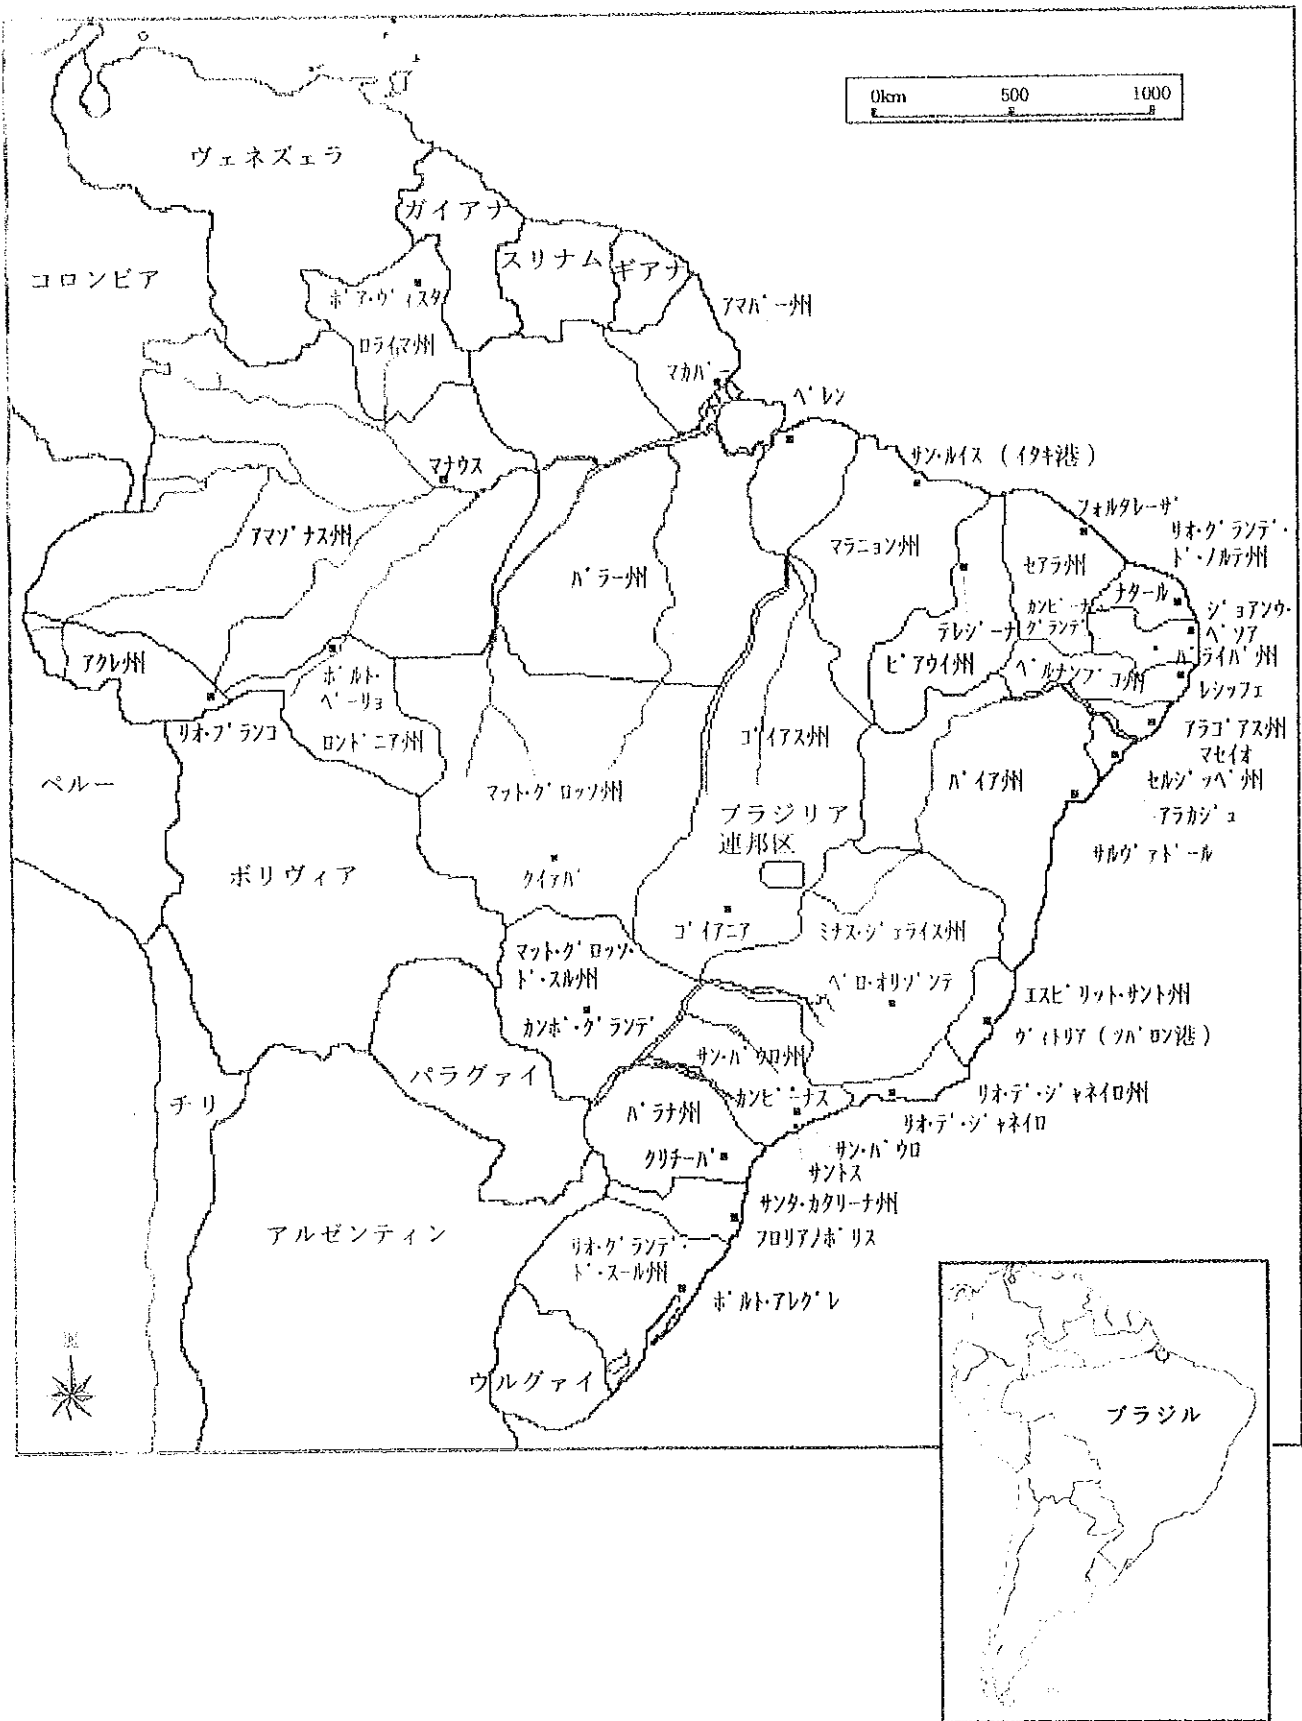 0km 500 1000
ヴェネズェラ
ガイアナ
スリナム
ギアナ
コロンビア
ボア・ヴィスタ
アマパー州
ロライマ州
マカパー
ベレン
サン・ルイス (イタキ港)
マナウス
フォルタレーザ
リオ・グランデ・
ド・ノルテ州
アマゾナス州
マラニョン州
セアラ州
パラー州
ナタール
カンピーナ・
グランデ
ジョアンウ・
ペソア
テレジーナ
パライバ州
アクレ州
ピアウイ州
ペルナンブコ州
レシッフェ
ポルト・
ベーリョ
リオ・ブランコ
ロンドニア州
ゴイアス州
アラゴアス州
マセイオ
ペルー
マット・グロッソ州
バイア州
セルジッペ州
アラカジュ
ブラジリア
連邦区
サルヴァドール
ボリヴィア
クイアバ
ゴイアニア
ミナス・ジェライス州
マット・グロッソ・
ド・スル州
ベロ・オリゾンテ
エスピリット・サント州
カンポ・グランデ
ヴィトリア (ツバロン港)
サン・パウロ州
パラグァイ
カンピーナス
リオ・デ・ジャネイロ州
チリ
パラナ州
リオ・デ・ジャネイロ
クリチーバ
サン・パウロ
サントス
サンタ・カタリーナ州
アルゼンティン
フロリアノポリス
リオ・グランデ・
ド・スール州
ポルト・アレグレ
N
ウルグァイ
ブラジル